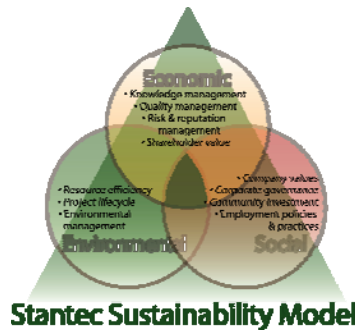 Economic
• Knowledge management
• Quality management
• Risk & reputation
management
• Shareholder value
• Resource efficiency
• Project lifecycle
• Environmental
management
Environmental
• Company values
• Corporate governance
• Community investment
• Employment policies
& practices
Social
Stantec Sustainability Model